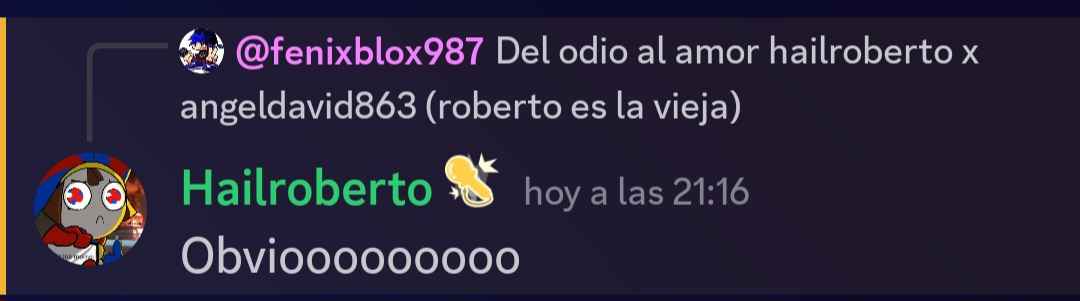 @fenixblox987 Del odio al amor hailroberto x
angeldavid863 (roberto es la vieja)
Hailroberto hoy a las 21:16
Obviooooooooo